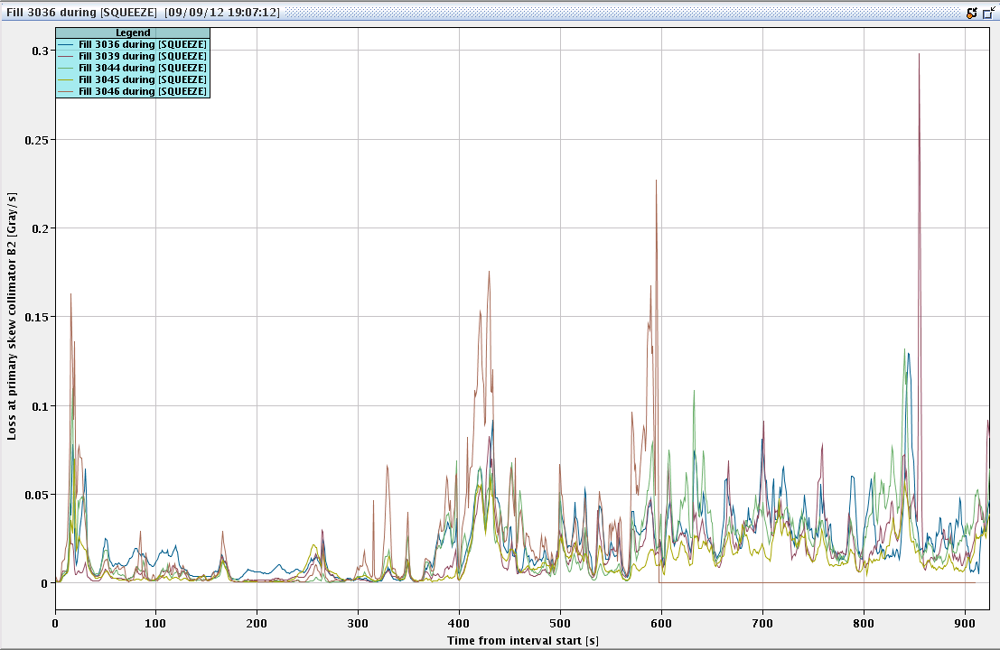 Fill 3036 during [SQUEEZE] [09/09/12 19:07:12]
Legend
Fill 3036 during [SQUEEZE]
Fill 3039 during [SQUEEZE]
Fill 3044 during [SQUEEZE]
Fill 3045 during [SQUEEZE]
Fill 3046 during [SQUEEZE]
Loss at primary skew collimator B2 [Gray/s]
0.3
0.25
0.2
0.15
0.1
0.05
0
0 100 200 300 400 500 600 700 800 900
Time from interval start [s]